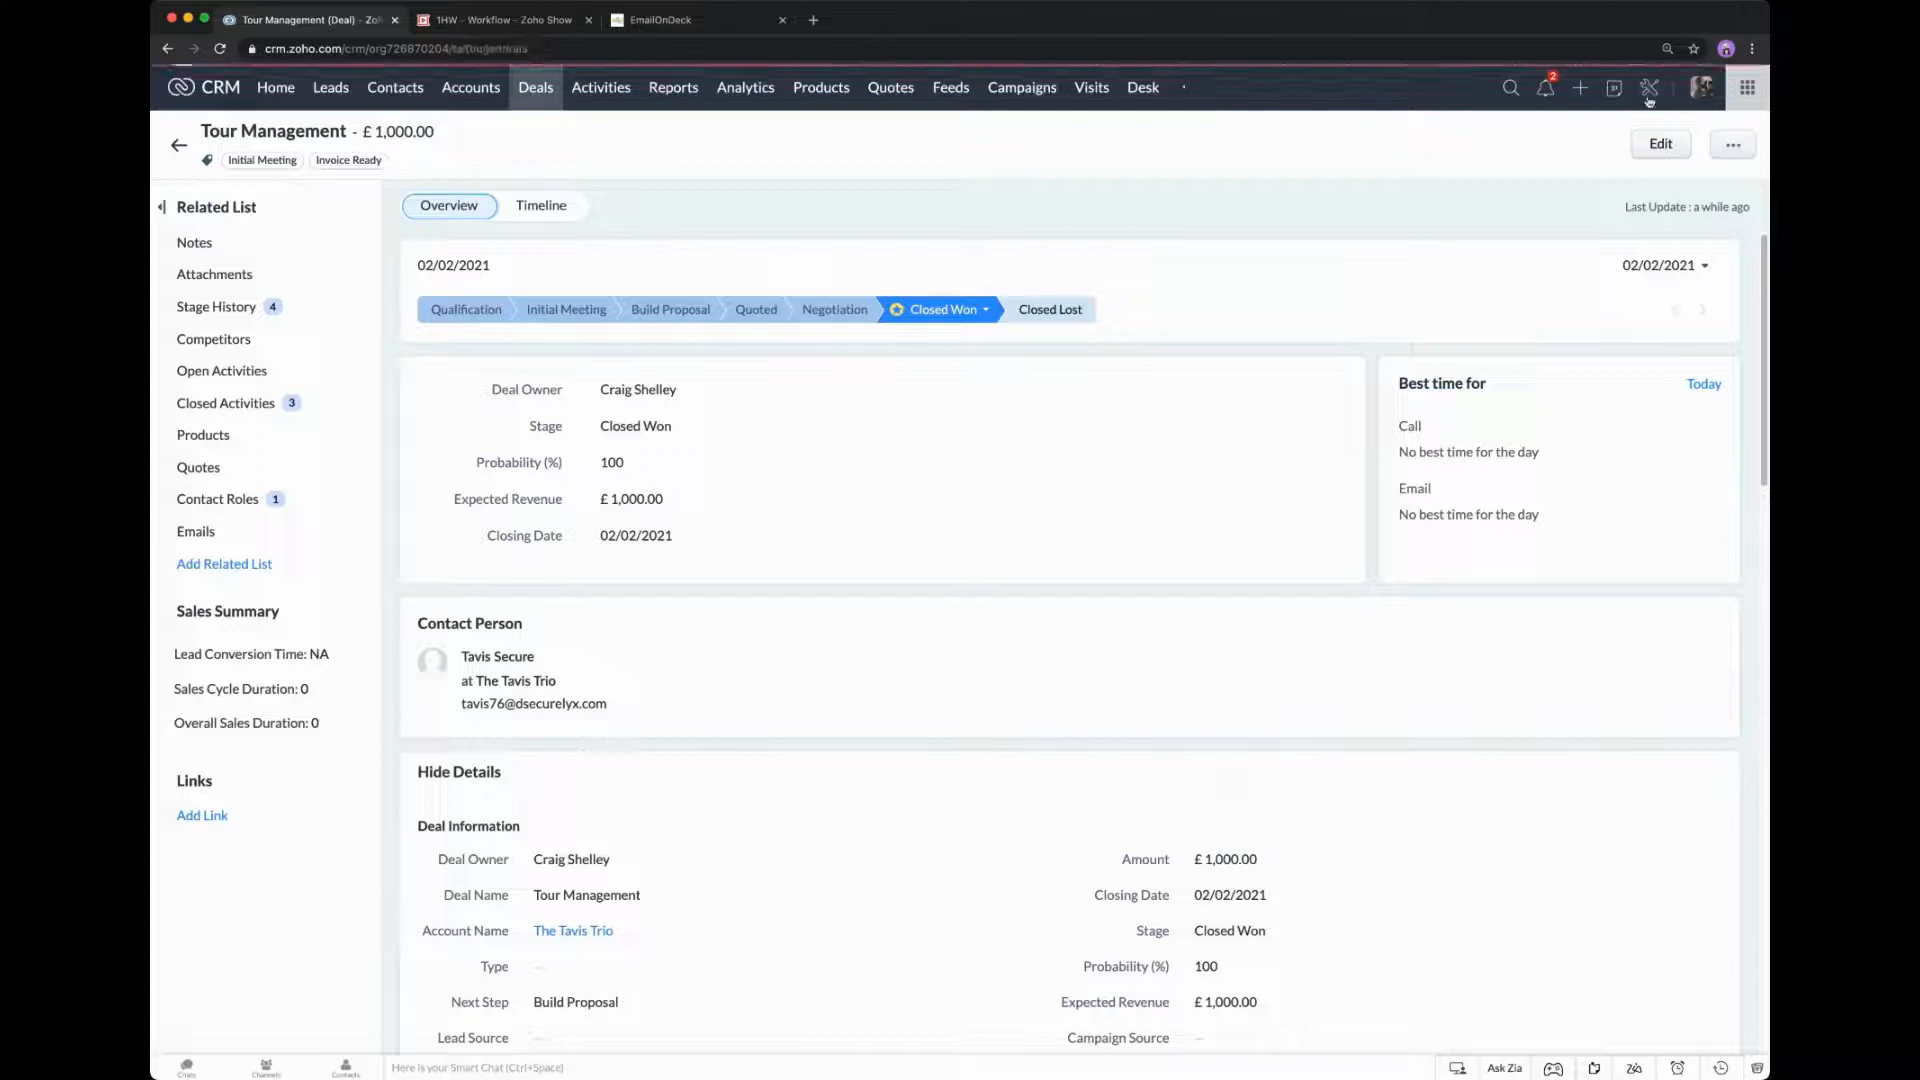 Tour Management (Deal) - Zoh
1HW - Workflow - Zoho Show
EmailOnDeck
crm.zoho.com/crm/org726870204/tab
CRM
Home
Leads
Contacts
Accounts
Deals
Activities
Reports
Analytics
Products
Quotes
Feeds
Campaigns
Visits
Desk
2
Tour Management - £ 1,000.00
Initial Meeting
Invoice Ready
Edit
Related List
Notes
Attachments
Stage History 4
Competitors
Open Activities
Closed Activities 3
Products
Quotes
Contact Roles 1
Emails
Add Related List
Sales Summary
Lead Conversion Time: NA
Sales Cycle Duration: 0
Overall Sales Duration: 0
Links
Add Link
Overview
Timeline
Last Update : a while ago
02/02/2021
02/02/2021
Qualification
Initial Meeting
Build Proposal
Quoted
Negotiation
Closed Won
Closed Lost
Deal Owner Craig Shelley
Stage Closed Won
Probability (%) 100
Expected Revenue £ 1,000.00
Closing Date 02/02/2021
Best time for Today
Call
No best time for the day
Email
No best time for the day
Contact Person
Tavis Secure
at The Tavis Trio
tavis76@dsecurelyx.com
Hide Details
Deal Information
Deal Owner Craig Shelley
Amount £ 1,000.00
Deal Name Tour Management
Closing Date 02/02/2021
Account Name The Tavis Trio
Stage Closed Won
Type —
Probability (%) 100
Next Step Build Proposal
Expected Revenue £ 1,000.00
Lead Source —
Campaign Source —
Chats
Channels
Contacts
Here is your Smart Chat (Ctrl+Space)
Ask Zia